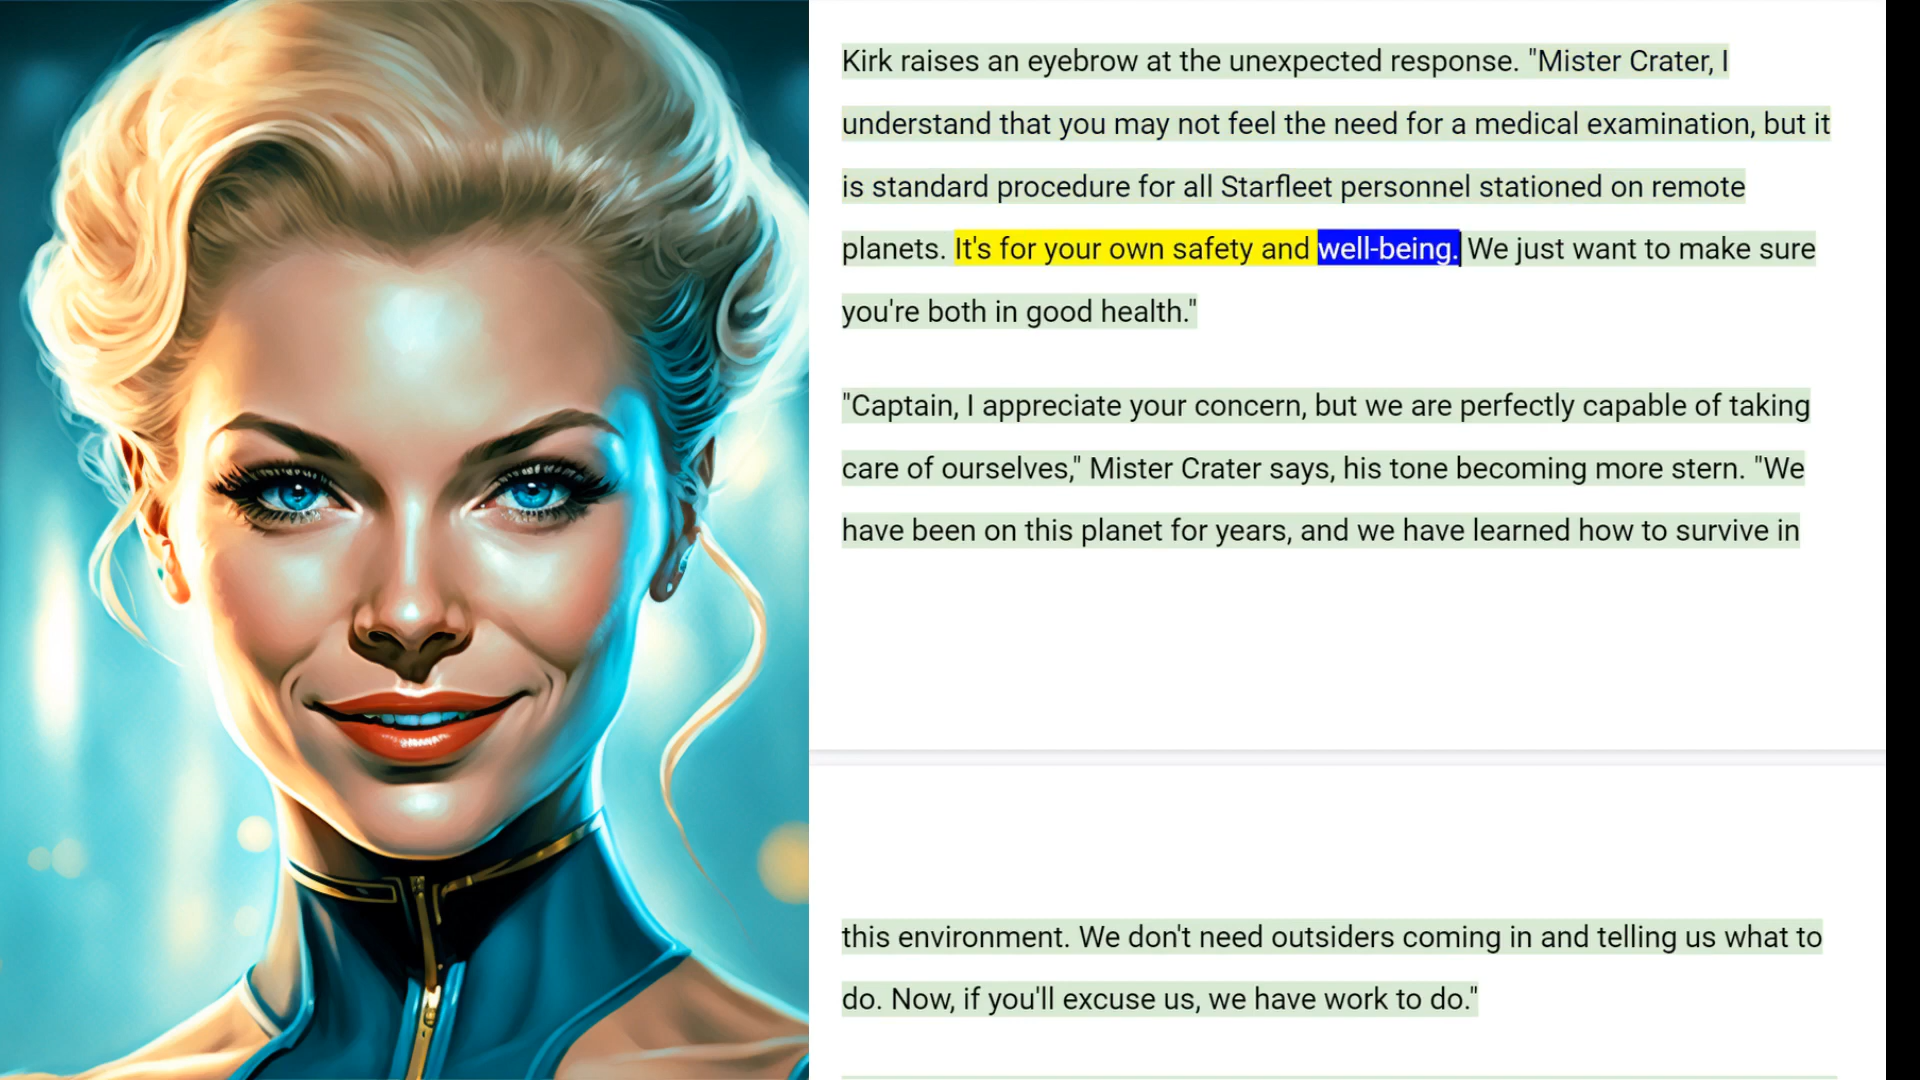 Kirk raises an eyebrow at the unexpected response. "Mister Crater, I
understand that you may not feel the need for a medical examination, but it
is standard procedure for all Starfleet personnel stationed on remote
planets. It's for your own safety and well-being. We just want to make sure
you're both in good health."
"Captain, I appreciate your concern, but we are perfectly capable of taking
care of ourselves," Mister Crater says, his tone becoming more stern. "We
have been on this planet for years, and we have learned how to survive in
this environment. We don't need outsiders coming in and telling us what to
do. Now, if you'll excuse us, we have work to do."